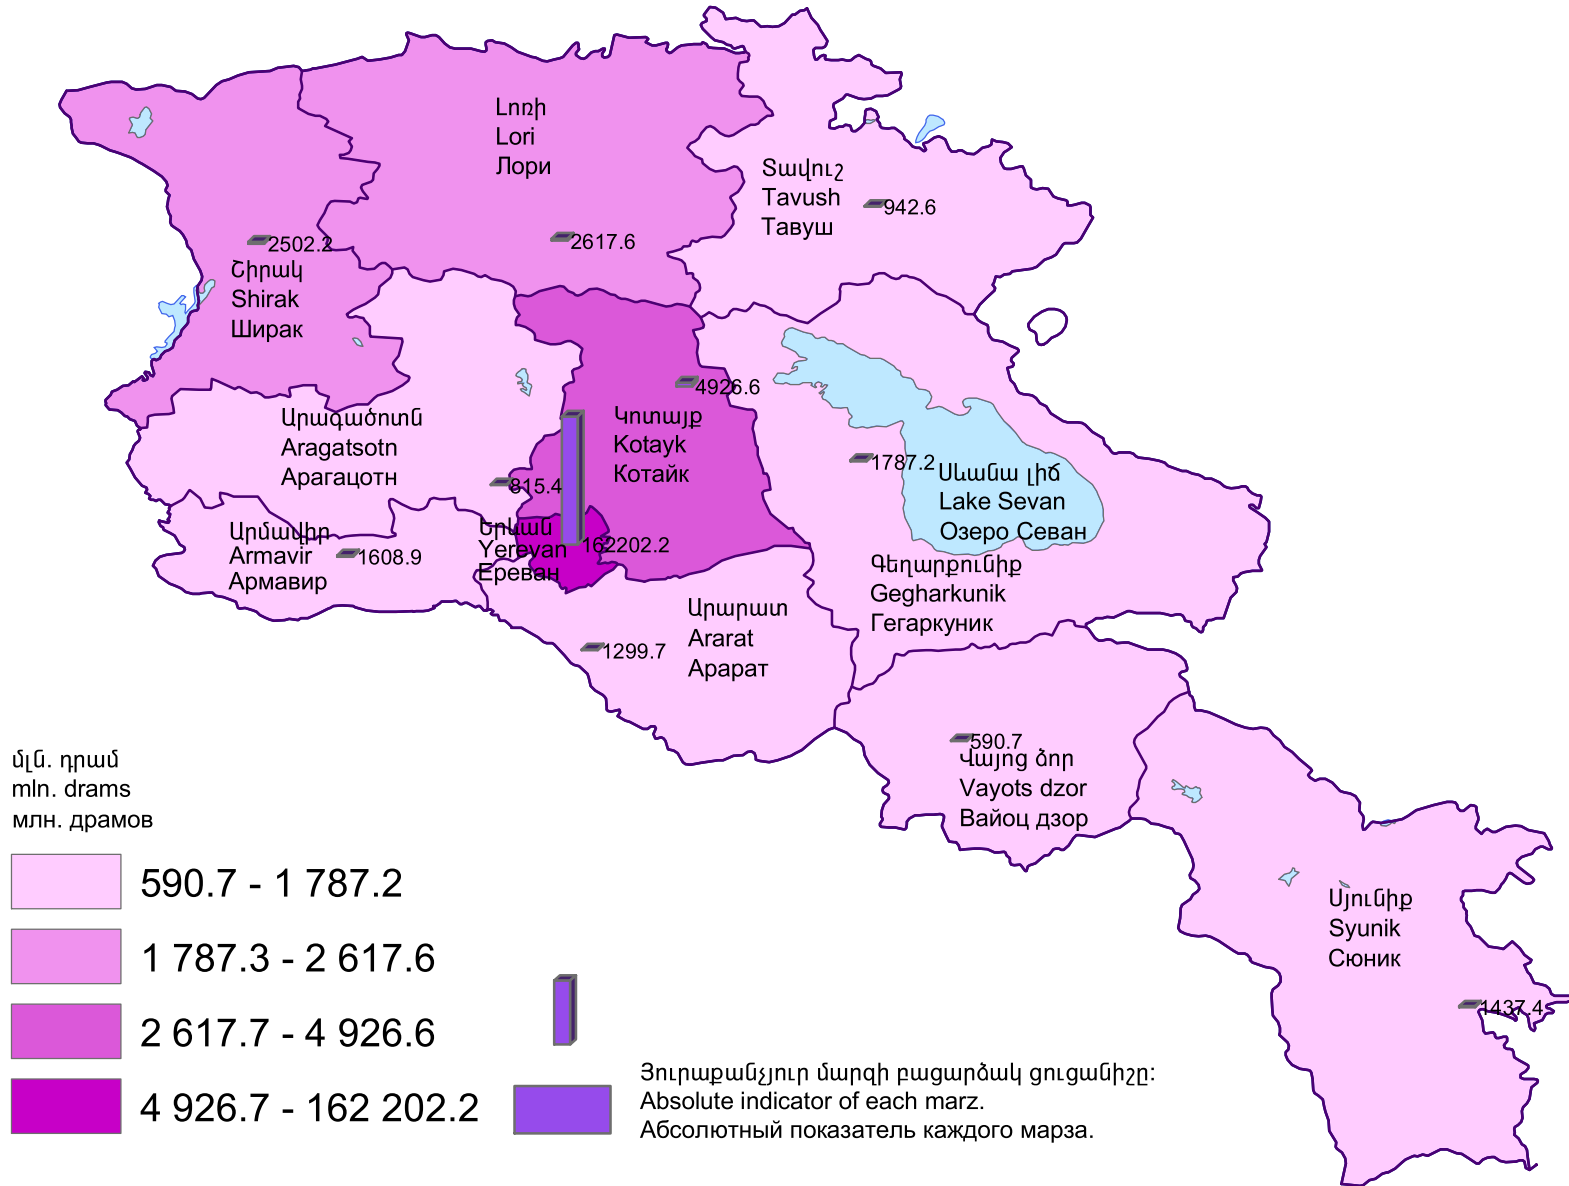 Լոռի
Lori
Лори
Տավուշ
Tavush
Тавуш
942.6
2502.2
2617.6
Շիրակ
Shirak
Ширак
4926.6
Կոտայք
Kotayk
Котайк
Արագածոտն
Aragatsotn
Арагацотн
815.4
1787.2
Սևանա լիճ
Lake Sevan
Озеро Севан
Արմավիր
Armavir
Армавир
1608.9
Երևան
Yerevan
Ереван
162202.2
Գեղարքունիք
Gegharkunik
Гегаркуник
Արարատ
Ararat
Арарат
1299.7
590.7
Վայոց ձոր
Vayots dzor
Вайоц дзор
Սյունիք
Syunik
Сюник
1437.4
մլն. դրամ
mln. drams
млн. драмов
590.7 - 1 787.2
1 787.3 - 2 617.6
2 617.7 - 4 926.6
4 926.7 - 162 202.2
Յուրաքանչյուր մարզի բացարձակ ցուցանիշը:
Absolute indicator of each marz.
Абсолютный показатель каждого марза.